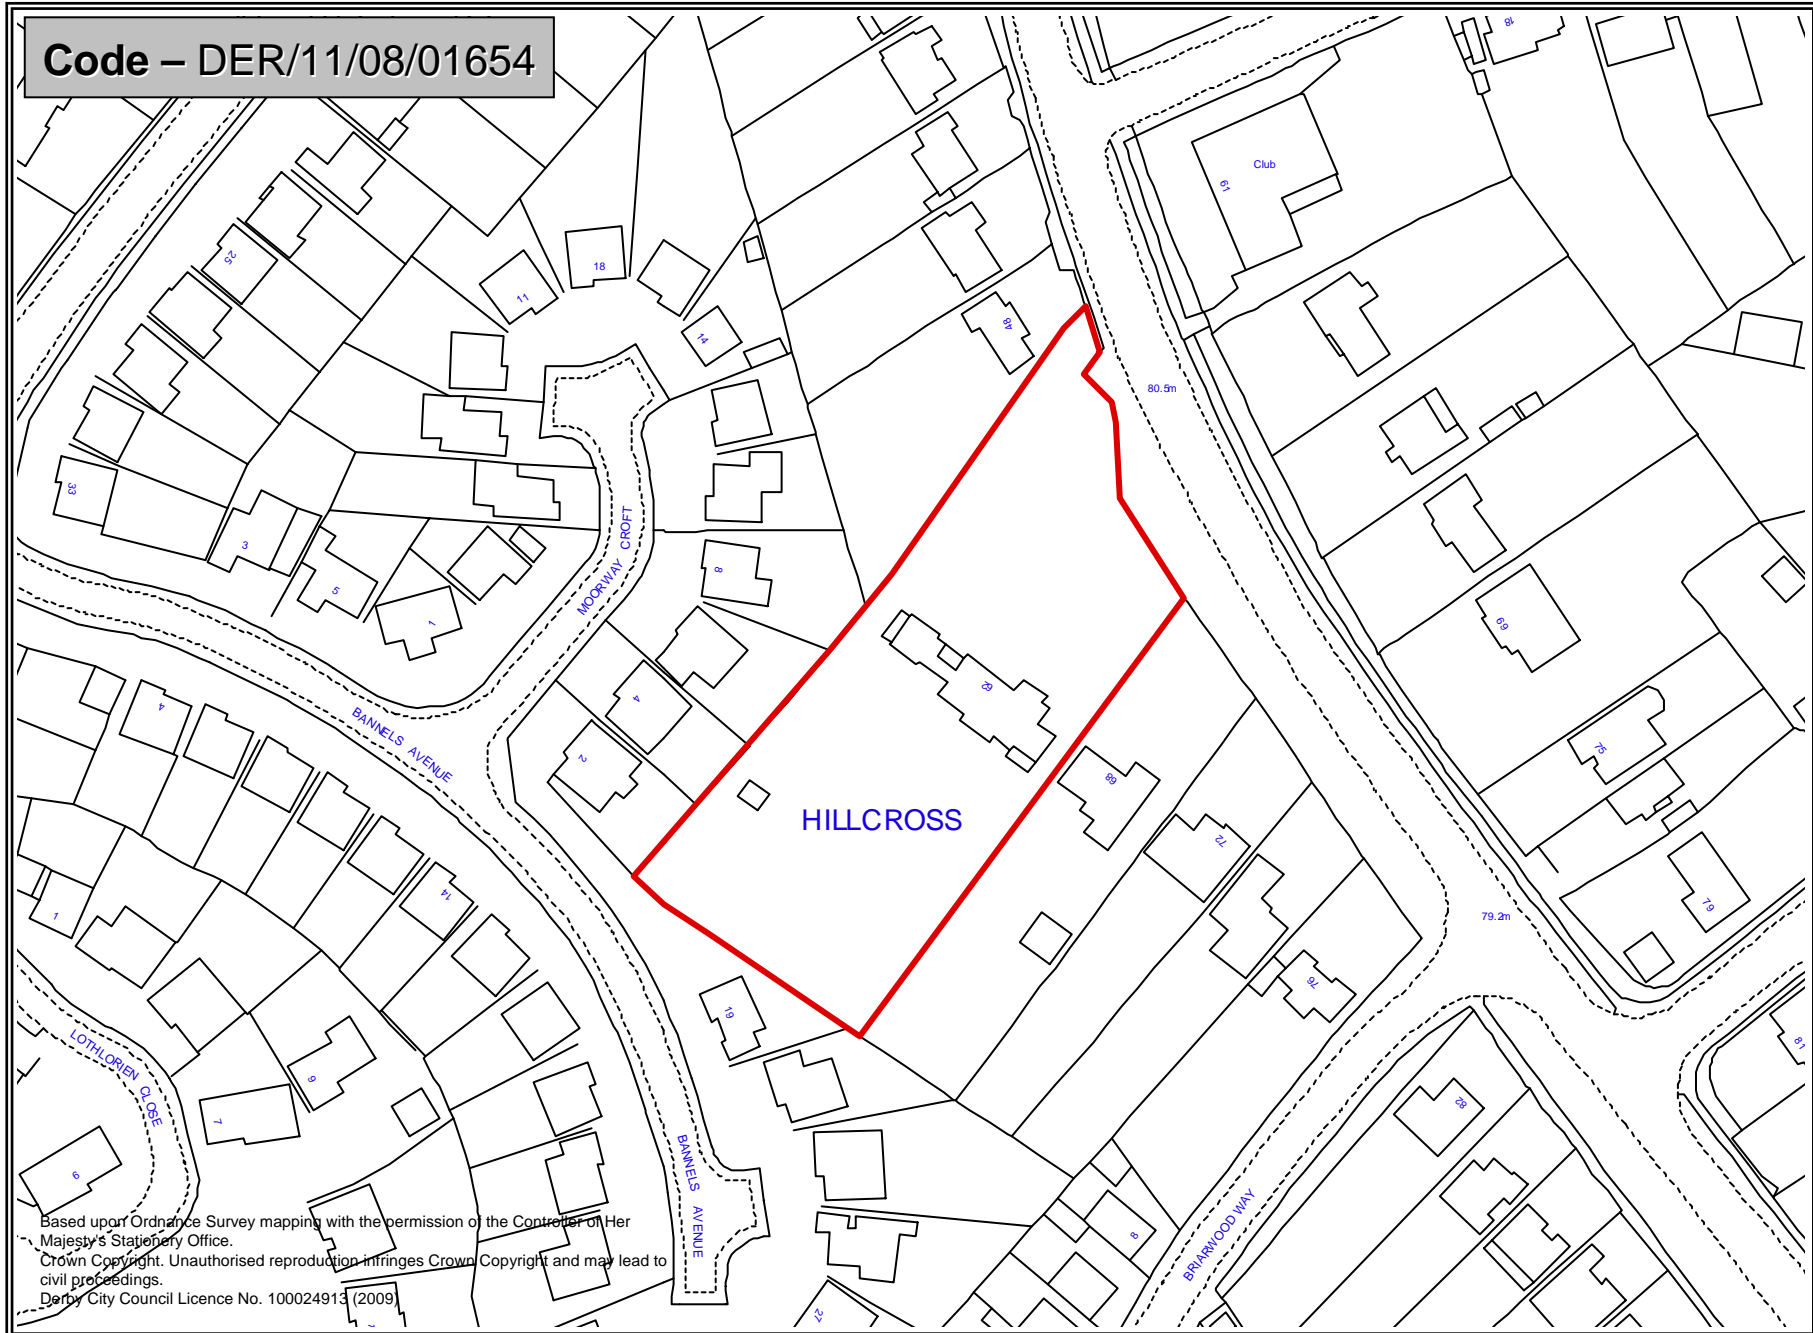 Code – DER/11/08/01654
18
Club
61
25
18
11
14
48
80.5m
33
3
5
1
MOORWAY CROFT
8
69
62
4
4
BANNELS AVENUE
2
75
68
HILLCROSS
72
14
79
1
79.2m
76
19
LOTHLORIEN CLOSE
9
81
7
82
6
BANNELS AVENUE
8
BRIARWOOD WAY
27
Based upon Ordnance Survey mapping with the permission of the Controller of Her
Majesty's Stationery Office.
Crown Copyright. Unauthorised reproduction infringes Crown Copyright and may lead to
civil proceedings.
Derby City Council Licence No. 100024913 (2009)